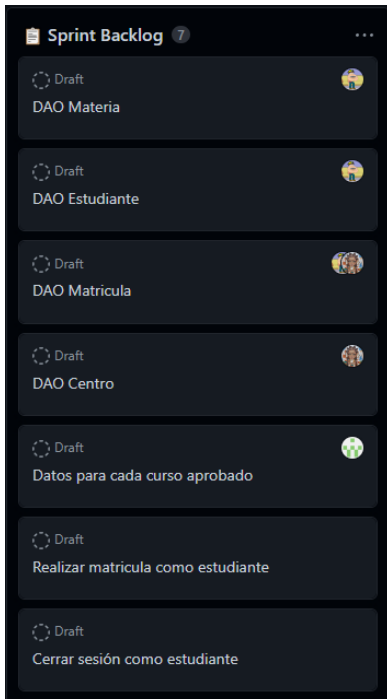 📋 Sprint Backlog 7 ...
Draft
DAO Materia
Draft
DAO Estudiante
Draft
DAO Matricula
Draft
DAO Centro
Draft
Datos para cada curso aprobado
Draft
Realizar matricula como estudiante
Draft
Cerrar sesión como estudiante